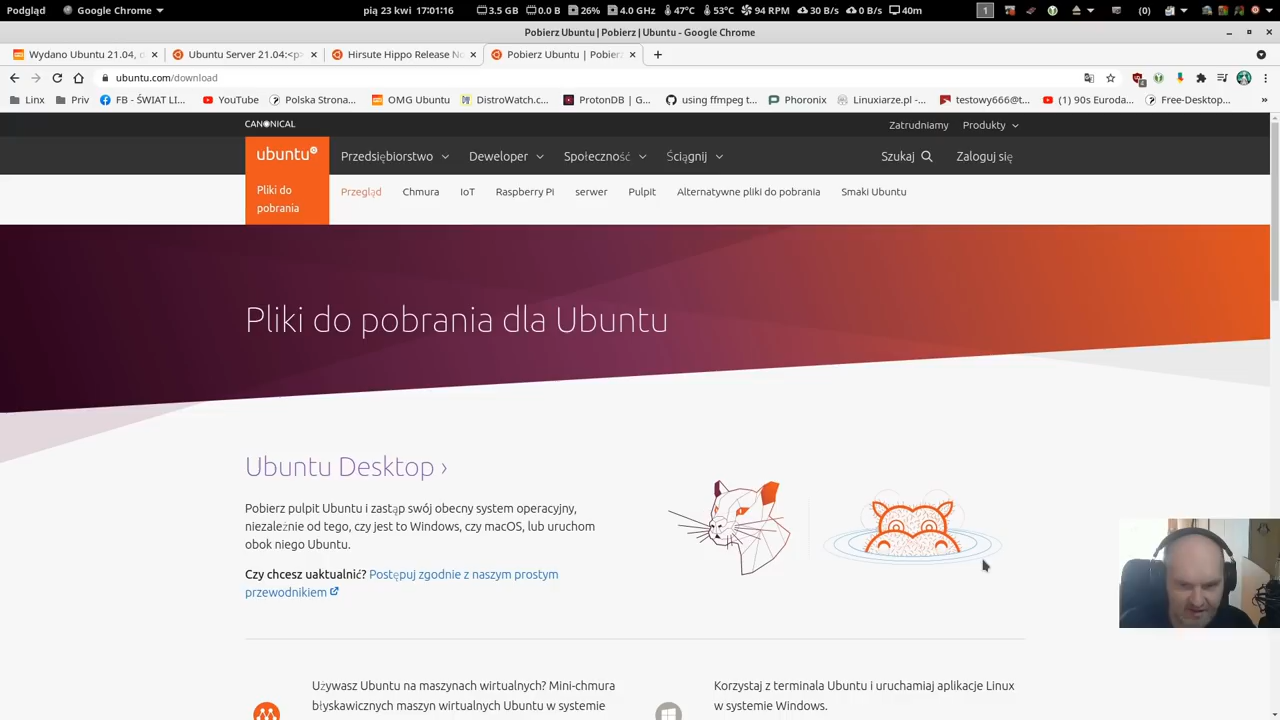 Podgląd
Google Chrome
pią 23 kwi 17:01:16
3.5 GB
0.0 B
26%
4.0 GHz
47°C
53°C
94 RPM
30 B/s
0 B/s
40m
1
(0)
Pobierz Ubuntu | Pobierz | Ubuntu - Google Chrome
Wydano Ubuntu 21.04, d
Ubuntu Server 21.04:<p>
Hirsute Hippo Release No
Pobierz Ubuntu | Pobierz
ubuntu.com/download
Linx
Priv
FB - ŚWIAT LI...
YouTube
Polska Strona...
OMG Ubuntu
DistroWatch.c...
ProtonDB | G...
using ffmpeg t...
Phoronix
Linuxiarze.pl -...
testowy666@t...
(1) 90s Euroda...
Free-Desktop...
»
CANONICAL
Zatrudniamy
Produkty
ubuntu
Przedsiębiorstwo
Deweloper
Społeczność
Ściągnij
Szukaj
Zaloguj się
Pliki do
pobrania
Przegląd
Chmura
IoT
Raspberry Pi
serwer
Pulpit
Alternatywne pliki do pobrania
Smaki Ubuntu
Pliki do pobrania dla Ubuntu
Ubuntu Desktop ›
Pobierz pulpit Ubuntu i zastąp swój obecny system operacyjny,
niezależnie od tego, czy jest to Windows, czy macOS, lub uruchom
obok niego Ubuntu.
Czy chcesz uaktualnić? Postępuj zgodnie z naszym prostym
przewodnikiem
Używasz Ubuntu na maszynach wirtualnych? Mini-chmura
błyskawicznych maszyn wirtualnych Ubuntu w systemie
Korzystaj z terminala Ubuntu i uruchamiaj aplikacje Linux
w systemie Windows.